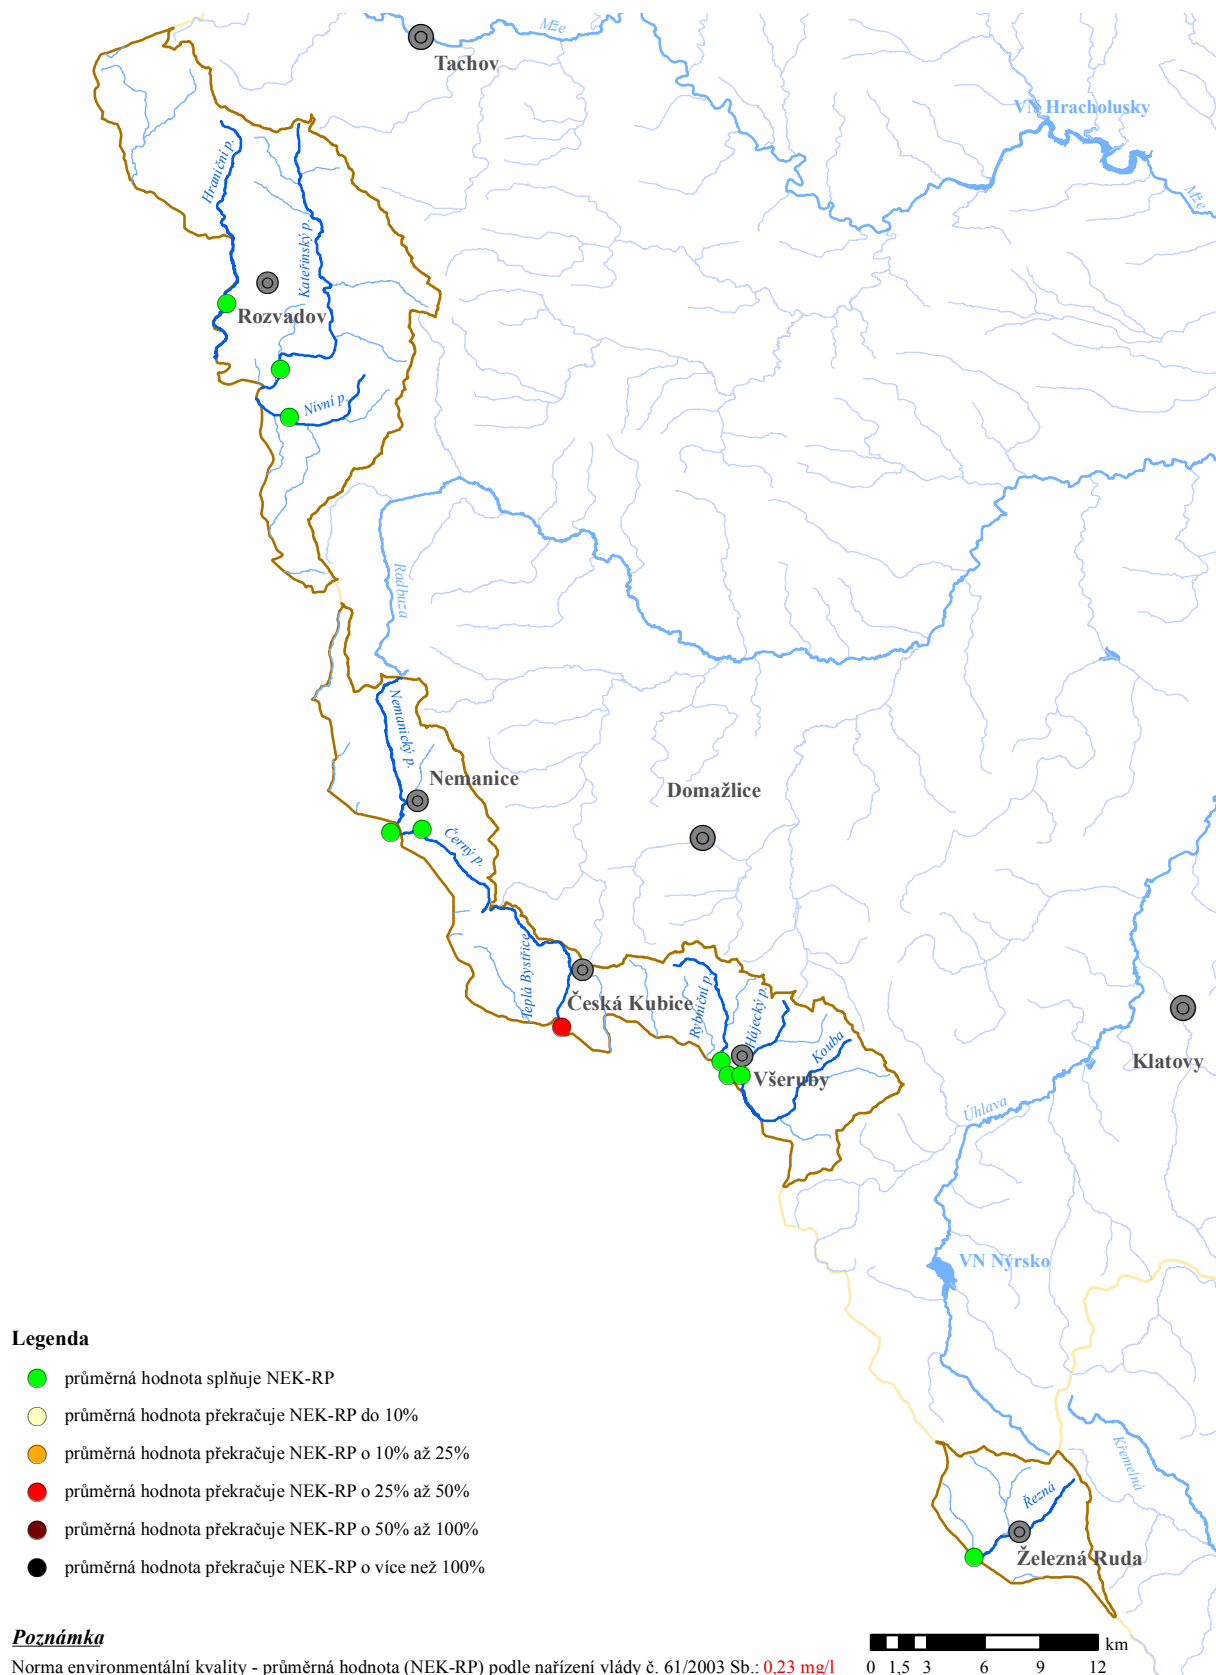 Mže
Tachov
VN Hracholusky
Mže
Hraniční p.
Kateřinský p.
Rozvadov
Nivní p.
Radbuza
Nemanický p.
Nemanice
Domažlice
Černý p.
Teplá Bystřice
Česká Kubice
Rybniční p.
Hájecký p.
Kouba
Všeruby
Klatovy
Úhlava
VN Nýrsko
Křemelná
Řezná
Železná Ruda
Legenda
průměrná hodnota splňuje NEK-RP
průměrná hodnota překračuje NEK-RP do 10%
průměrná hodnota překračuje NEK-RP o 10% až 25%
průměrná hodnota překračuje NEK-RP o 25% až 50%
průměrná hodnota překračuje NEK-RP o 50% až 100%
průměrná hodnota překračuje NEK-RP o více než 100%
Poznámka
Norma environmentální kvality - průměrná hodnota (NEK-RP) podle nařízení vlády č. 61/2003 Sb.: 0,23 mg/l
km
0 1,5 3 6 9 12